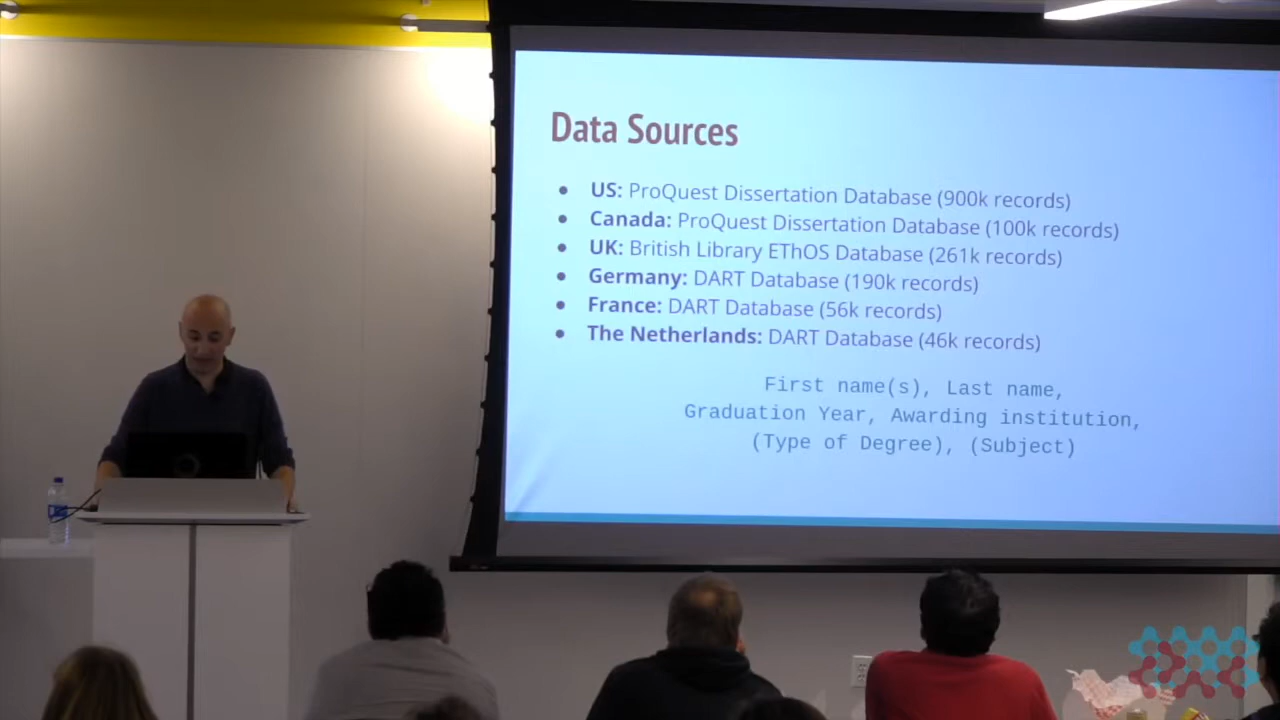 Data Sources
US: ProQuest Dissertation Database (900k records)
Canada: ProQuest Dissertation Database (100k records)
UK: British Library EThOS Database (261k records)
Germany: DART Database (190k records)
France: DART Database (56k records)
The Netherlands: DART Database (46k records)
First name(s), Last name,
Graduation Year, Awarding institution,
(Type of Degree), (Subject)